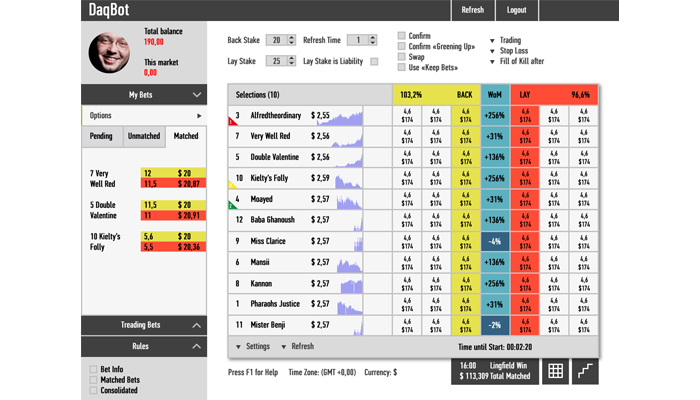 DaqBot
Refresh
Logout
Total balance
190,00
This market
0,00
My Bets
Options
Pending Unmatched Matched
7 Very Well Red 12 $ 20
11,5 $ 20,87
5 Double Valentine 11,5 $ 20
11 $ 20,91
10 Kielty's Folly 5,6 $ 20
5,5 $ 20,36
Treading Bets
Rules
Bet Info
Matched Bets
Consolidated
Back Stake 20 Refresh Time 1
Lay Stake 25 Lay Stake is Liability
Confirm
Confirm «Greening Up»
Swap
Use «Keep Bets»
Trading
Stop Loss
Fill of Kill after
Selections (10) 103,2% BACK WoM LAY 96,6%
3 Alfredtheordinary $ 2,55 4,6 $174 4,6 $174 4,6 $174 +256% 4,6 $174 4,6 $174 4,6 $174
7 Very Well Red $ 2,56 4,6 $174 4,6 $174 4,6 $174 +31% 4,6 $174 4,6 $174 4,6 $174
5 Double Valentine $ 2,56 4,6 $174 4,6 $174 4,6 $174 +136% 4,6 $174 4,6 $174 4,6 $174
10 Kielty's Folly $ 2,59 4,6 $174 4,6 $174 4,6 $174 +256% 4,6 $174 4,6 $174 4,6 $174
4 Moayed $ 2,57 4,6 $174 4,6 $174 4,6 $174 +31% 4,6 $174 4,6 $174 4,6 $174
12 Baba Ghanoush $ 2,57 4,6 $174 4,6 $174 4,6 $174 +136% 4,6 $174 4,6 $174 4,6 $174
9 Miss Clarice $ 2,57 4,6 $174 4,6 $174 4,6 $174 -4% 4,6 $174 4,6 $174 4,6 $174
6 Mansii $ 2,57 4,6 $174 4,6 $174 4,6 $174 +136% 4,6 $174 4,6 $174 4,6 $174
8 Kannon $ 2,57 4,6 $174 4,6 $174 4,6 $174 +256% 4,6 $174 4,6 $174 4,6 $174
1 Pharaohs Justice $ 2,57 4,6 $174 4,6 $174 4,6 $174 +31% 4,6 $174 4,6 $174 4,6 $174
11 Mister Benji $ 2,57 4,6 $174 4,6 $174 4,6 $174 -2% 4,6 $174 4,6 $174 4,6 $174
Settings Refresh Time until Start: 00:02:20
Press F1 for Help Time Zone: (GMT +0,00) Currency: $
16:00 Lingfield Win
$ 113,309 Total Matched